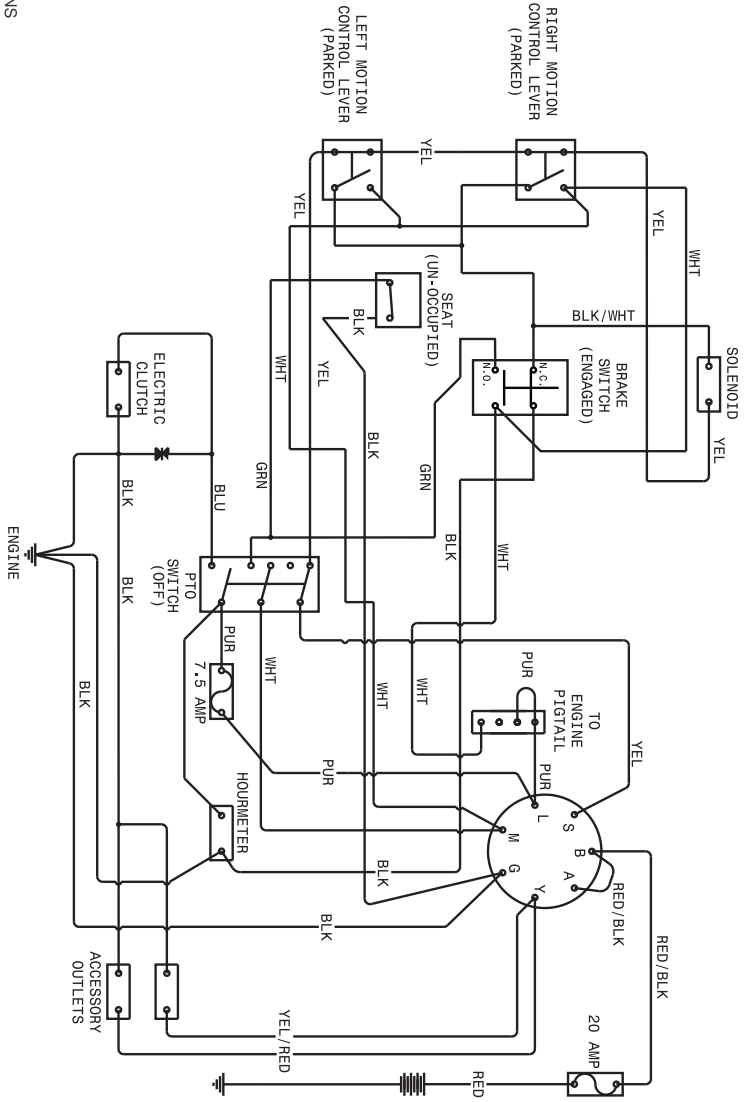 NS
RIGHT MOTION
CONTROL LEVER
(PARKED)
LEFT MOTION
CONTROL LEVER
(PARKED)
YEL
YEL
YEL
WHT
BLK/WHT
SOLENOID
YEL
SEAT
(UN-OCCUPIED)
BLK
BRAKE
SWITCH
(ENGAGED)
N.C.
N.O.
ELECTRIC
CLUTCH
WHT
YEL
BLK
GRN
GRN
BLK
WHT
BLK
BLU
ENGINE
BLK
PTO
SWITCH
(OFF)
PUR
7.5 AMP
WHT
WHT
WHT
PUR
TO
ENGINE
PIGTAIL
YEL
PUR
PUR
BLK
HOURMETER
L
S
B
A
Y
G
M
BLK
BLK
RED/BLK
RED/BLK
ACCESSORY
OUTLETS
YEL/RED
20 AMP
RED